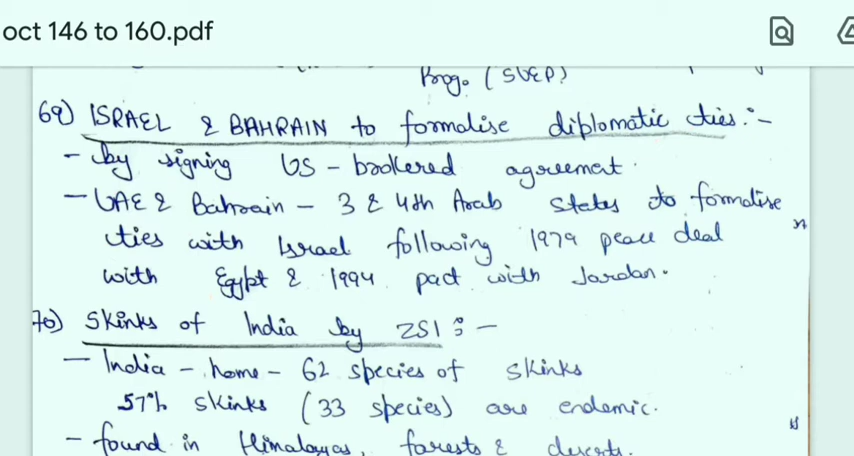 oct 146 to 160.pdf
Prog. (SVEP)
69) ISRAEL & BAHRAIN to formalise diplomatic ties:-
- by signing US - brokered agreement.
- UAE & Bahrain - 3 & 4th Arab States to formalise
ties with Israel following 1979 peace deal
with Egypt & 1994 pact with Jordan.
70) Skinks of India by ZSI :-
- India - home - 62 species of skinks
57% skinks (33 species) are endemic.
- found in Himalayas, forests & deserts.